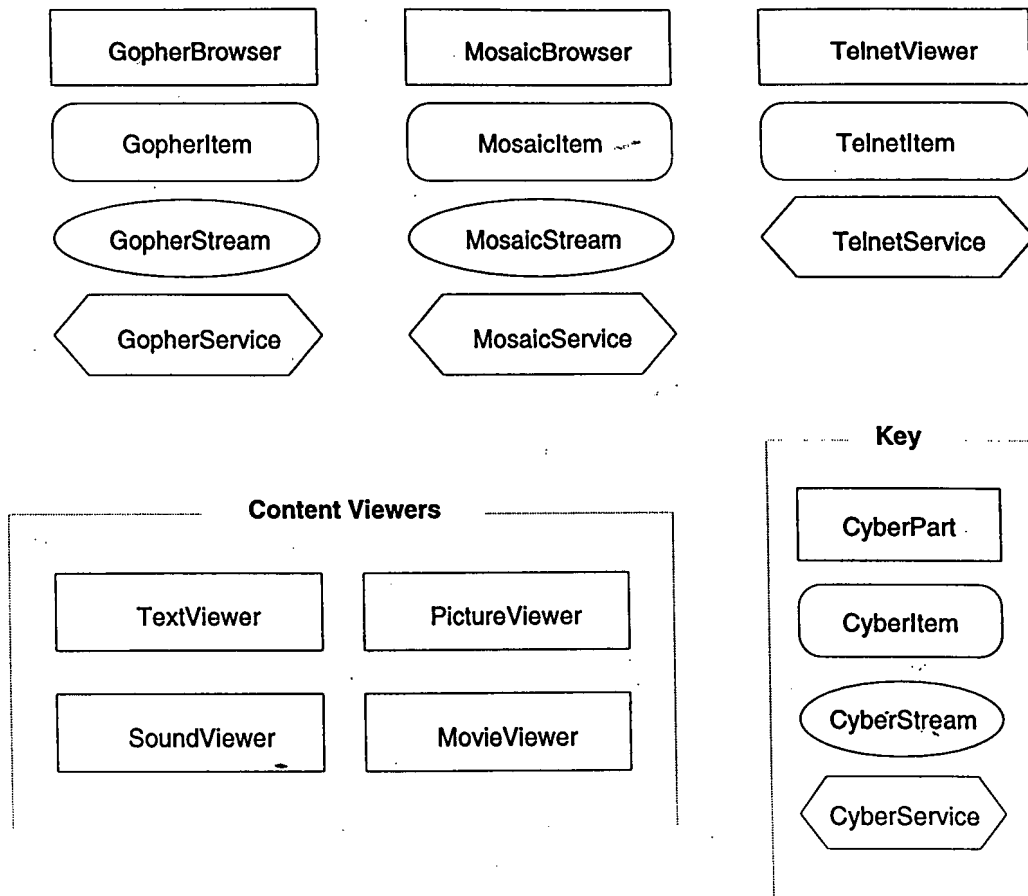 GopherBrowser
MosaicBrowser
TelnetViewer
GopherItem
MosaicItem
TelnetItem
GopherStream
MosaicStream
TelnetService
GopherService
MosaicService
Key
Content Viewers
CyberPart
TextViewer
PictureViewer
CyberItem
SoundViewer
MovieViewer
CyberStream
CyberService